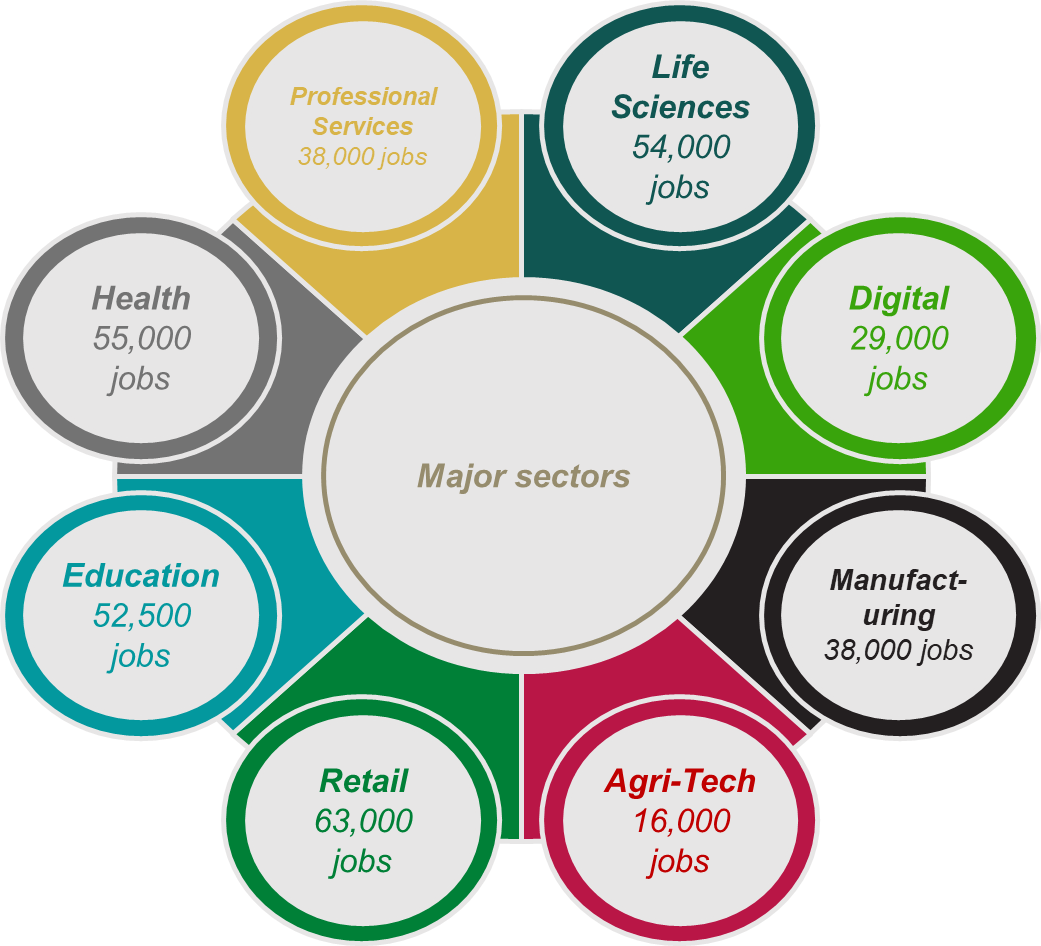 Professional
Services
38,000 jobs
Life
Sciences
54,000
jobs
Health
55,000
jobs
Digital
29,000
jobs
Major sectors
Education
52,500
jobs
Manufact-
uring
38,000 jobs
Retail
63,000
jobs
Agri-Tech
16,000
jobs